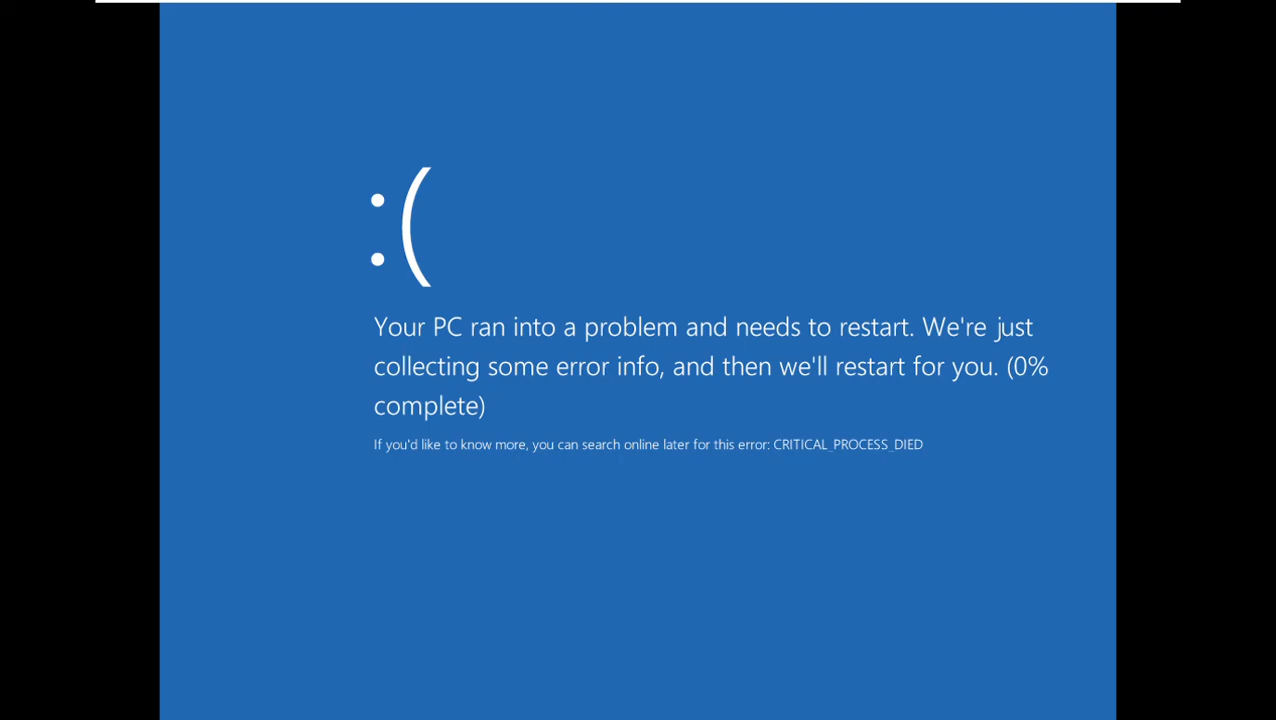 :(
Your PC ran into a problem and needs to restart. We're just
collecting some error info, and then we'll restart for you. (0%
complete)
If you'd like to know more, you can search online later for this error: CRITICAL_PROCESS_DIED